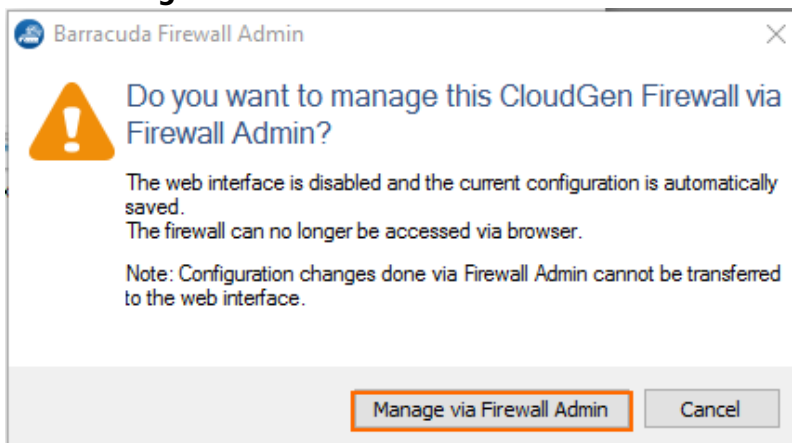 Barracuda Firewall Admin
Do you want to manage this CloudGen Firewall via
Firewall Admin?
The web interface is disabled and the current configuration is automatically
saved.
The firewall can no longer be accessed via browser.
Note: Configuration changes done via Firewall Admin cannot be transferred
to the web interface.
Manage via Firewall Admin
Cancel